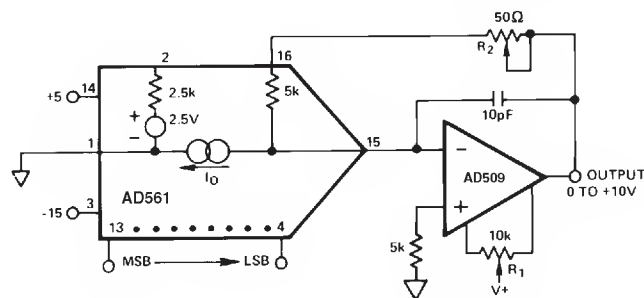 50Ω
R2
2
16
14
+5
2.5k
5k
+
2.5V
−
10pF
1
15
IO
−
AD509
OUTPUT
0 TO +10V
AD561
3
-15
+
13
4
5k
10k
MSB
LSB
R1
V+